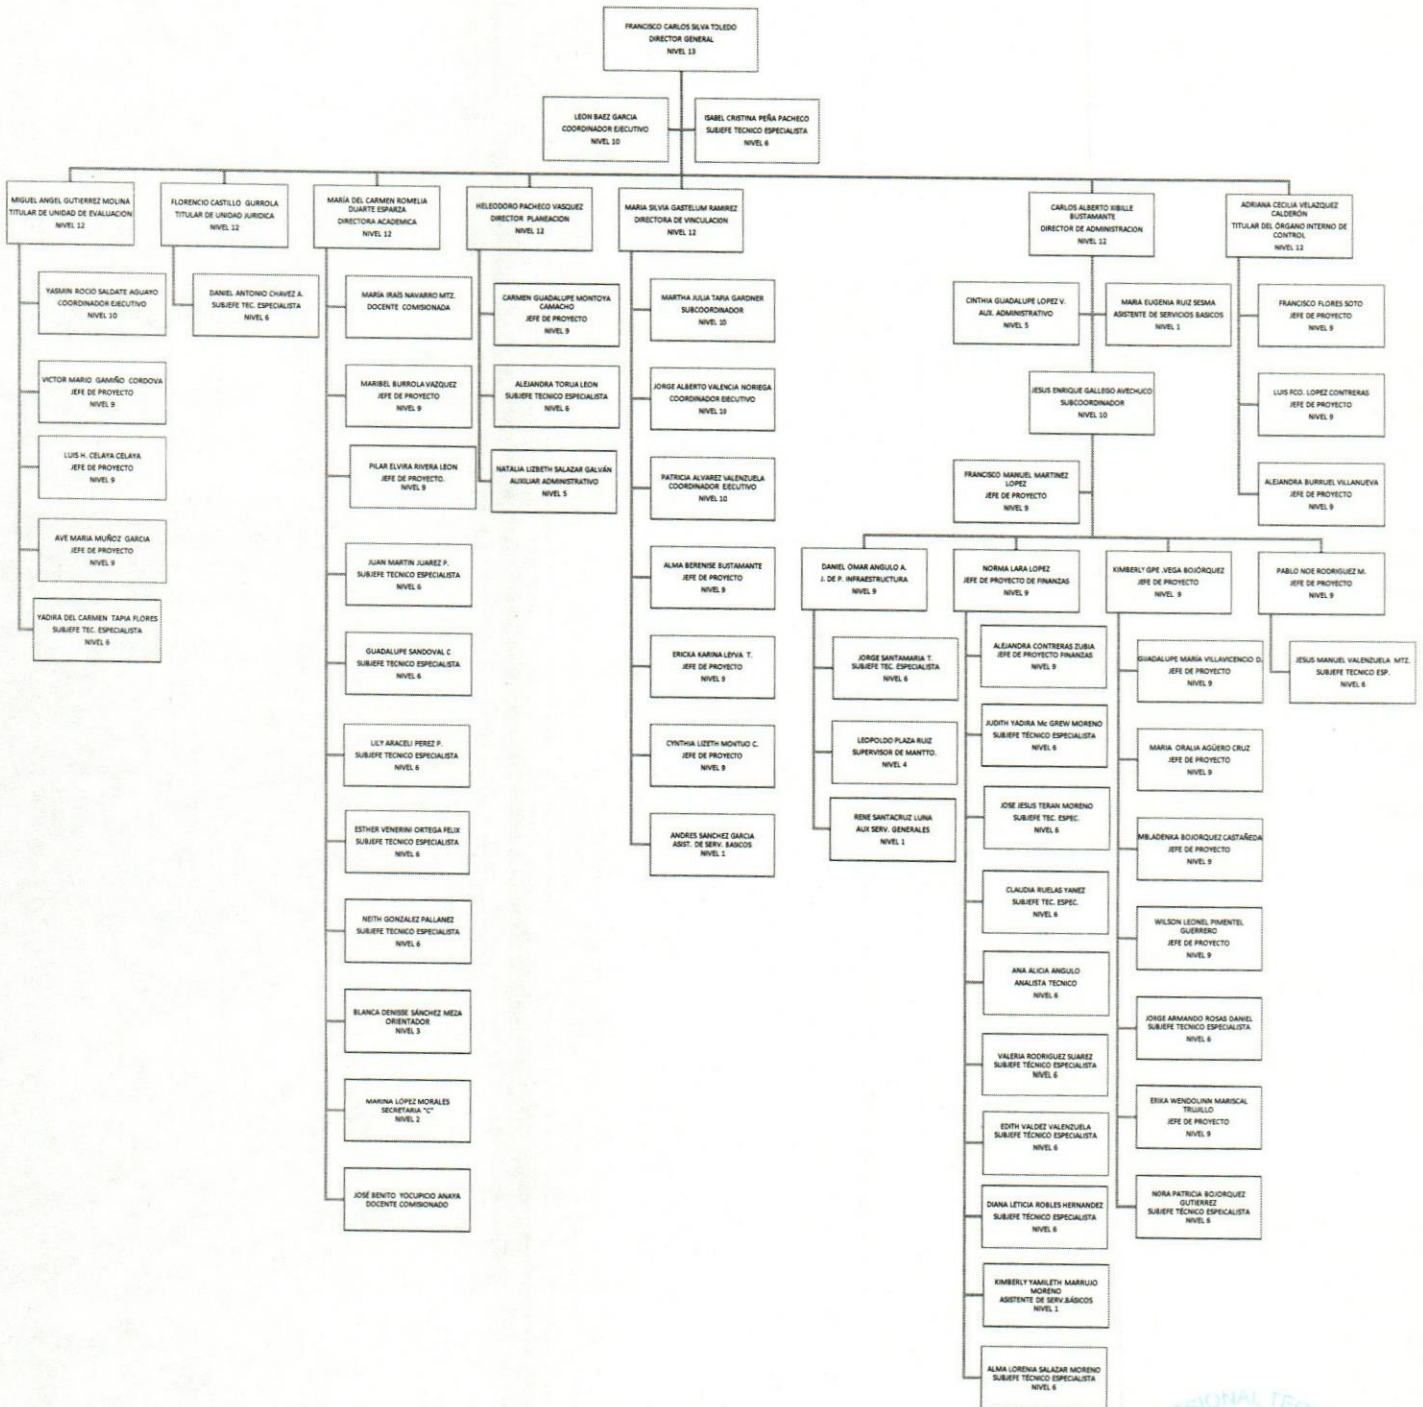 FRANCISCO CARLOS SILVA TOLEDO
DIRECTOR GENERAL
NIVEL 13
LEON BAEZ GARCIA
COORDINADOR EJECUTIVO
NIVEL 10
ISABEL CRISTINA PEÑA PACHECO
SUBJEFE TECNICO ESPECIALISTA
NIVEL 6
MIGUEL ANGEL GUTIERREZ MOLINA
TITULAR DE UNIDAD DE EVALUACION
NIVEL 12
FLORENCIO CASTILLO GURROLA
TITULAR DE UNIDAD JURIDICA
NIVEL 12
MARÍA DEL CARMEN ROMELIA
DUARTE ESPARZA
DIRECTORA ACADEMICA
NIVEL 12
HELEODORO PACHECO VASQUEZ
DIRECTOR PLANEACION
NIVEL 12
MARIA SILVIA GASTELUM RAMIREZ
DIRECTORA DE VINCULACION
NIVEL 12
CARLOS ALBERTO XIBILLE
BUSTAMANTE
DIRECTOR DE ADMINISTRACION
NIVEL 12
ADRIANA CECILIA VELAZQUEZ
CALDERÓN
TITULAR DEL ÓRGANO INTERNO DE
CONTROL
NIVEL 12
YASMIN ROCIO SALDATE AGUAYO
COORDINADOR EJECUTIVO
NIVEL 10
VICTOR MARIO GAMIÑO CORDOVA
JEFE DE PROYECTO
NIVEL 9
LUIS H. CELAYA CELAYA
JEFE DE PROYECTO
NIVEL 9
AVE MARIA MUÑOZ GARCIA
JEFE DE PROYECTO
NIVEL 9
YADIRA DEL CARMEN TAPIA FLORES
SUBJEFE TEC. ESPECIALISTA
NIVEL 6
DANIEL ANTONIO CHAVEZ A.
SUBJEFE TEC. ESPECIALISTA
NIVEL 6
MARÍA IRAÍS NAVARRO MTZ.
DOCENTE COMISIONADA
MARIBEL BURROLA VAZQUEZ
JEFE DE PROYECTO
NIVEL 9
PILAR ELVIRA RIVERA LEON
JEFE DE PROYECTO.
NIVEL 9
JUAN MARTIN JUAREZ P.
SUBJEFE TECNICO ESPECIALISTA
NIVEL 6
GUADALUPE SANDOVAL C
SUBJEFE TECNICO ESPECIALISTA
NIVEL 6
LILY ARACELI PEREZ P.
SUBJEFE TECNICO ESPECIALISTA
NIVEL 6
ESTHER VENERINI ORTEGA FELIX
SUBJEFE TECNICO ESPECIALISTA
NIVEL 6
NEITH GONZALEZ PALLANEZ
SUBJEFE TECNICO ESPECIALISTA
NIVEL 6
BLANCA DENISSE SÁNCHEZ MEZA
ORIENTADOR
NIVEL 3
MARINA LOPEZ MORALES
SECRETARIA "C"
NIVEL 2
JOSÉ BENITO YOCUPICIO ANAYA
DOCENTE COMISIONADO
CARMEN GUADALUPE MONTOYA
CAMACHO
JEFE DE PROYECTO
NIVEL 9
ALEJANDRA TORUA LEON
SUBJEFE TECNICO ESPECIALISTA
NIVEL 6
NATALIA LIZBETH SALAZAR GALVÁN
AUXILIAR ADMINISTRATIVO
NIVEL 5
MARTHA JULIA TAPIA GARDNER
SUBCOORDINADOR
NIVEL 10
JORGE ALBERTO VALENCIA NORIEGA
COORDINADOR EJECUTIVO
NIVEL 10
PATRICIA ALVAREZ VALENZUELA
COORDINADOR EJECUTIVO
NIVEL 10
ALMA BERENISE BUSTAMANTE
JEFE DE PROYECTO
NIVEL 9
ERICKA KARINA LEYVA T.
JEFE DE PROYECTO
NIVEL 9
CYNTHIA LIZETH MONTIJO C.
JEFE DE PROYECTO
NIVEL 9
ANDRES SANCHEZ GARCIA
ASIST. DE SERV. BASICOS
NIVEL 1
CINTHIA GUADALUPE LOPEZ V.
AUX. ADMINISTRATIVO
NIVEL 5
MARIA EUGENIA RUIZ SESMA
ASISTENTE DE SERVICIOS BASICOS
NIVEL 1
JESUS ENRIQUE GALLEGO AVECHUCO
SUBCOORDINADOR
NIVEL 10
FRANCISCO MANUEL MARTINEZ
LOPEZ
JEFE DE PROYECTO
NIVEL 9
DANIEL OMAR ANGULO A.
J. DE P. INFRAESTRUCTURA
NIVEL 9
NORMA LARA LOPEZ
JEFE DE PROYECTO DE FINANZAS
NIVEL 9
KIMBERLY GPE .VEGA BOJÓRQUEZ
JEFE DE PROYECTO
NIVEL 9
PABLO NOE RODRIGUEZ M.
JEFE DE PROYECTO
NIVEL 9
JORGE SANTAMARIA T.
SUBJEFE TEC. ESPECIALISTA
NIVEL 6
LEOPOLDO PLAZA RUIZ
SUPERVISOR DE MANTTO.
NIVEL 4
RENE SANTACRUZ LUNA
AUX SERV. GENERALES
NIVEL 1
ALEJANDRA CONTRERAS ZUBIA
JEFE DE PROYECTO FINANZAS
NIVEL 9
JUDITH YADIRA Mc GREW MORENO
SUBJEFE TÉCNICO ESPECIALISTA
NIVEL 6
JOSE JESUS TERAN MORENO
SUBJEFE TEC. ESPEC.
NIVEL 6
CLAUDIA RUELAS YANEZ
SUBJEFE TEC. ESPEC.
NIVEL 6
ANA ALICIA ANGULO
ANALISTA TECNICO
NIVEL 6
VALERIA RODRIGUEZ SUAREZ
SUBJEFE TÉCNICO ESPECIALISTA
NIVEL 6
EDITH VALDEZ VALENZUELA
SUBJEFE TÉCNICO ESPECIALISTA
NIVEL 6
DIANA LETICIA ROBLES HERNANDEZ
SUBJEFE TÉCNICO ESPECIALISTA
NIVEL 6
KIMBERLY YAMILETH MARRUJO
MORENO
ASISTENTE DE SERV.BÁSICOS
NIVEL 1
ALMA LORENIA SALAZAR MORENO
SUBJEFE TÉCNICO ESPECIALISTA
NIVEL 6
GUADALUPE MARÍA VILLAVICENCIO D.
JEFE DE PROYECTO
NIVEL 9
MARIA ORALIA AGÜERO CRUZ
JEFE DE PROYECTO
NIVEL 9
MBLADENKA BOJORQUEZ CASTAÑEDA
JEFE DE PROYECTO
NIVEL 9
WILSON LEONEL PIMENTEL
GUERRERO
JEFE DE PROYECTO
NIVEL 9
JORGE ARMANDO ROSAS DANIEL
SUBJEFE TECNICO ESPECIALISTA
NIVEL 6
ERIKA WENDOLINN MARISCAL
TRUJILLO
JEFE DE PROYECTO
NIVEL 9
NORA PATRICIA BOJORQUEZ
GUTIERREZ
SUBJEFE TÉCNICO ESPEICALISTA
NIVEL 6
JESUS MANUEL VALENZUELA MTZ.
SUBJEFE TECNICO ESP.
NIVEL 6
FRANCISCO FLORES SOTO
JEFE DE PROYECTO
NIVEL 9
LUIS FCO. LOPEZ CONTRERAS
JEFE DE PROYECTO
NIVEL 9
ALEJANDRA BURRUEL VILLANUEVA
JEFE DE PROYECTO
NIVEL 9